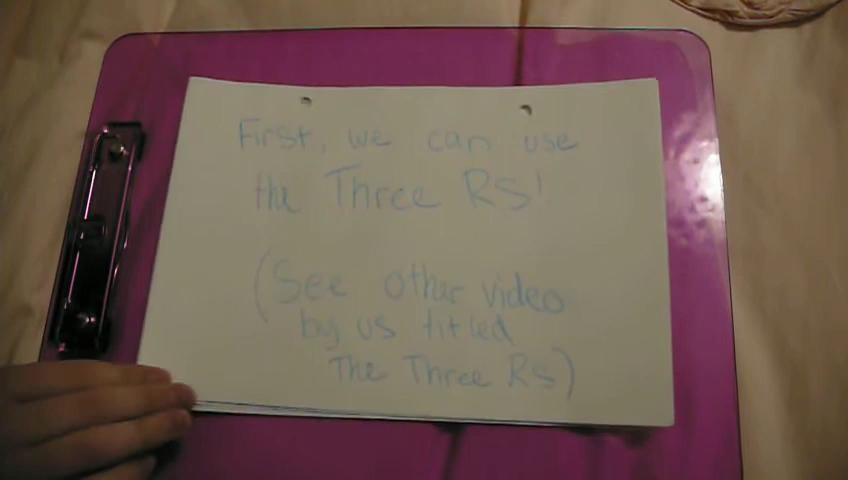 First, we can use
the Three Rs!
(See other video
by us titled
The Three Rs)